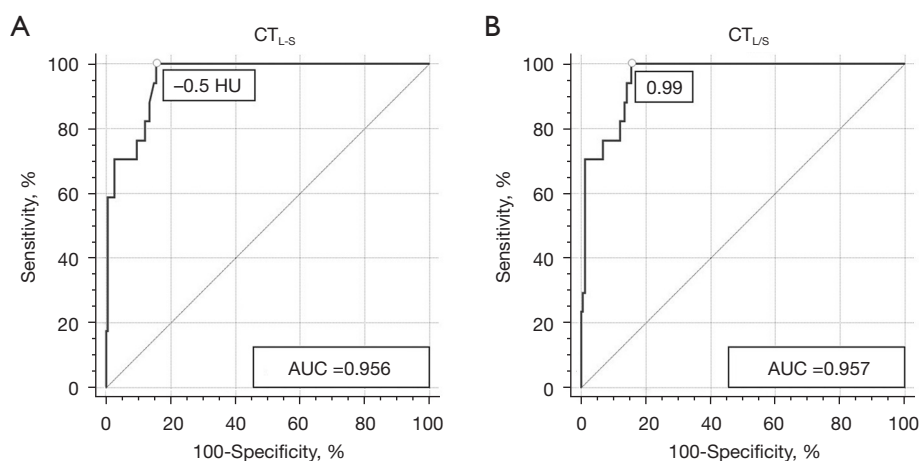 A
CT_L-S
100
80
60
40
20
0
Sensitivity, %
–0.5 HU
AUC =0.956
0 20 40 60 80 100
100-Specificity, %
B
CT_L/S
100
80
60
40
20
0
Sensitivity, %
0.99
AUC =0.957
0 20 40 60 80 100
100-Specificity, %